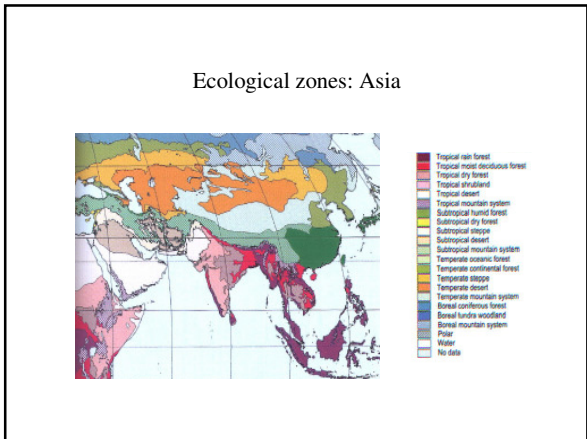 Ecological zones: Asia
Tropical rain forest
Tropical moist deciduous forest
Tropical dry forest
Tropical shrubland
Tropical desert
Tropical mountain system
Subtropical humid forest
Subtropical dry forest
Subtropical steppe
Subtropical desert
Subtropical mountain system
Temperate oceanic forest
Temperate continental forest
Temperate steppe
Temperate desert
Temperate mountain system
Boreal coniferous forest
Boreal tundra woodland
Boreal mountain system
Polar
Water
No data